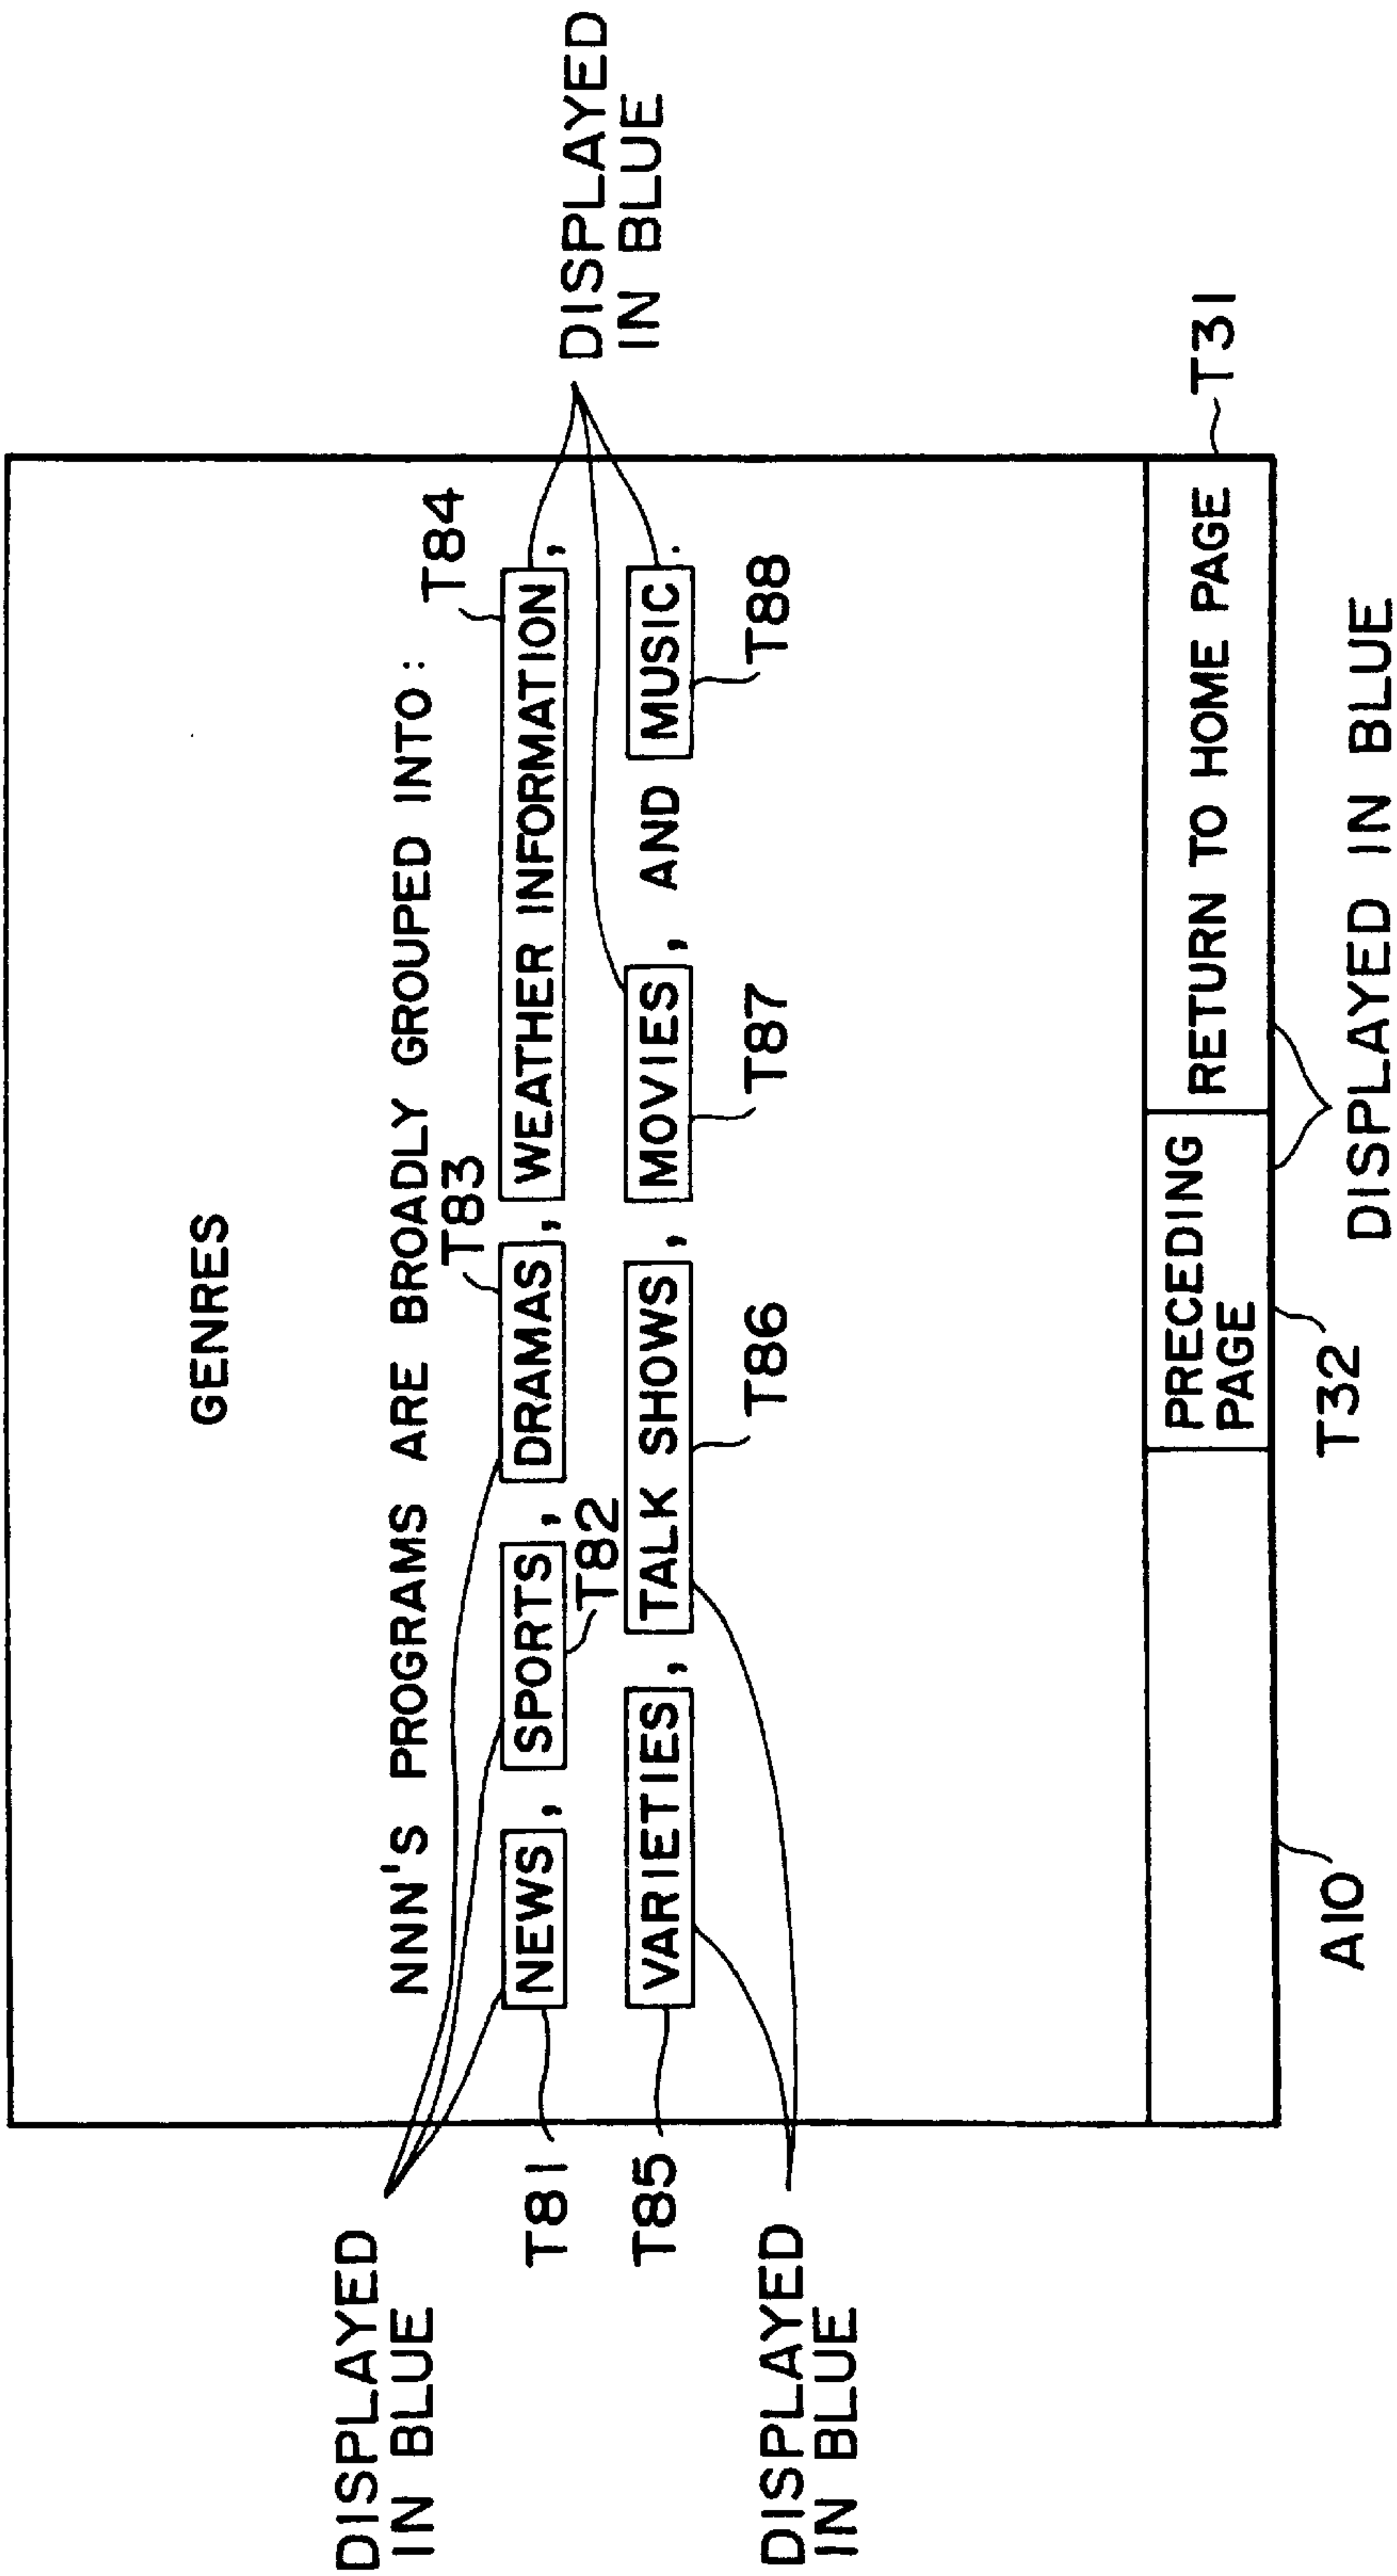 GENRES
NNN'S PROGRAMS ARE BROADLY GROUPED INTO:
T83
T84
DISPLAYED
IN BLUE
T81
NEWS, SPORTS, DRAMAS, WEATHER INFORMATION,
DISPLAYED
IN BLUE
T82
T85
VARIETIES, TALK SHOWS, MOVIES, AND MUSIC.
T86
T87
T88
DISPLAYED
IN BLUE
PRECEDING
PAGE
RETURN TO HOME PAGE
T31
A10
T32
DISPLAYED IN BLUE